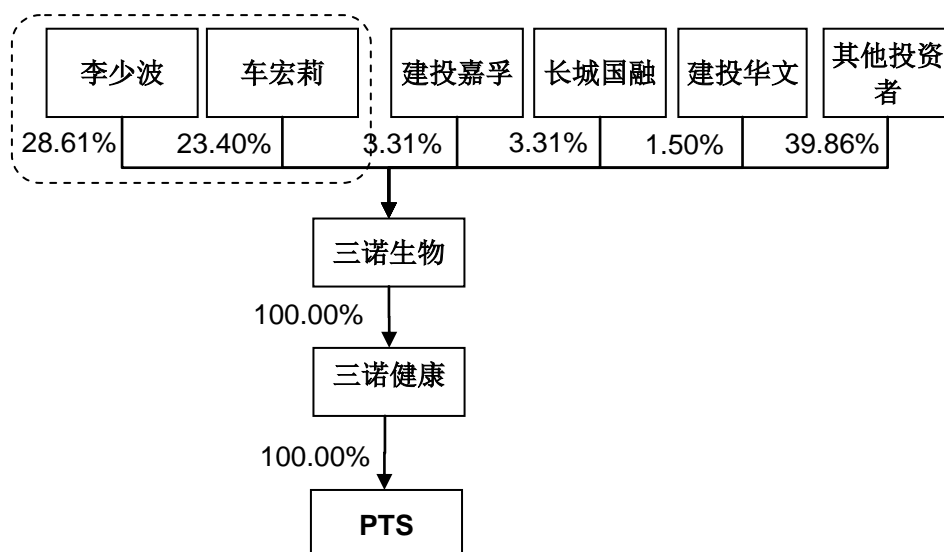 李少波
车宏莉
建投嘉孚
长城国融
建投华文
其他投资
者
28.61%
23.40%
3.31%
3.31%
1.50%
39.86%
三诺生物
100.00%
三诺健康
100.00%
PTS